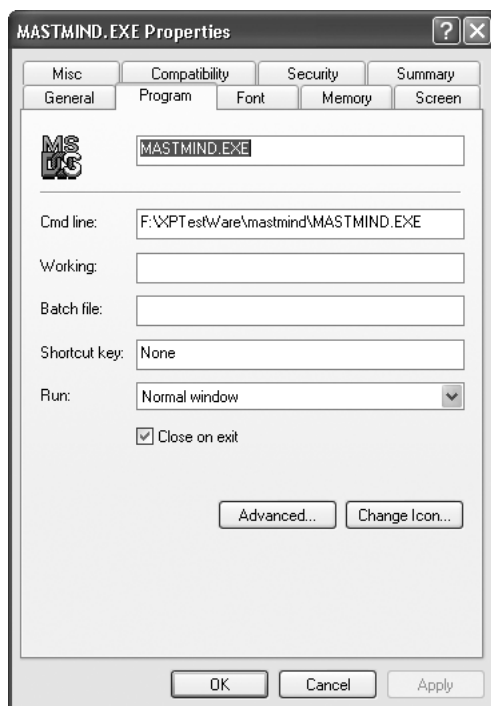 MASTMIND.EXE Properties
Misc Compatibility Security Summary
General Program Font Memory Screen
MS
DOS
MASTMIND.EXE
Cmd line: F:\XPTestWare\mastmind\MASTMIND.EXE
Working:
Batch file:
Shortcut key: None
Run: Normal window
Close on exit
Advanced... Change Icon...
OK Cancel Apply